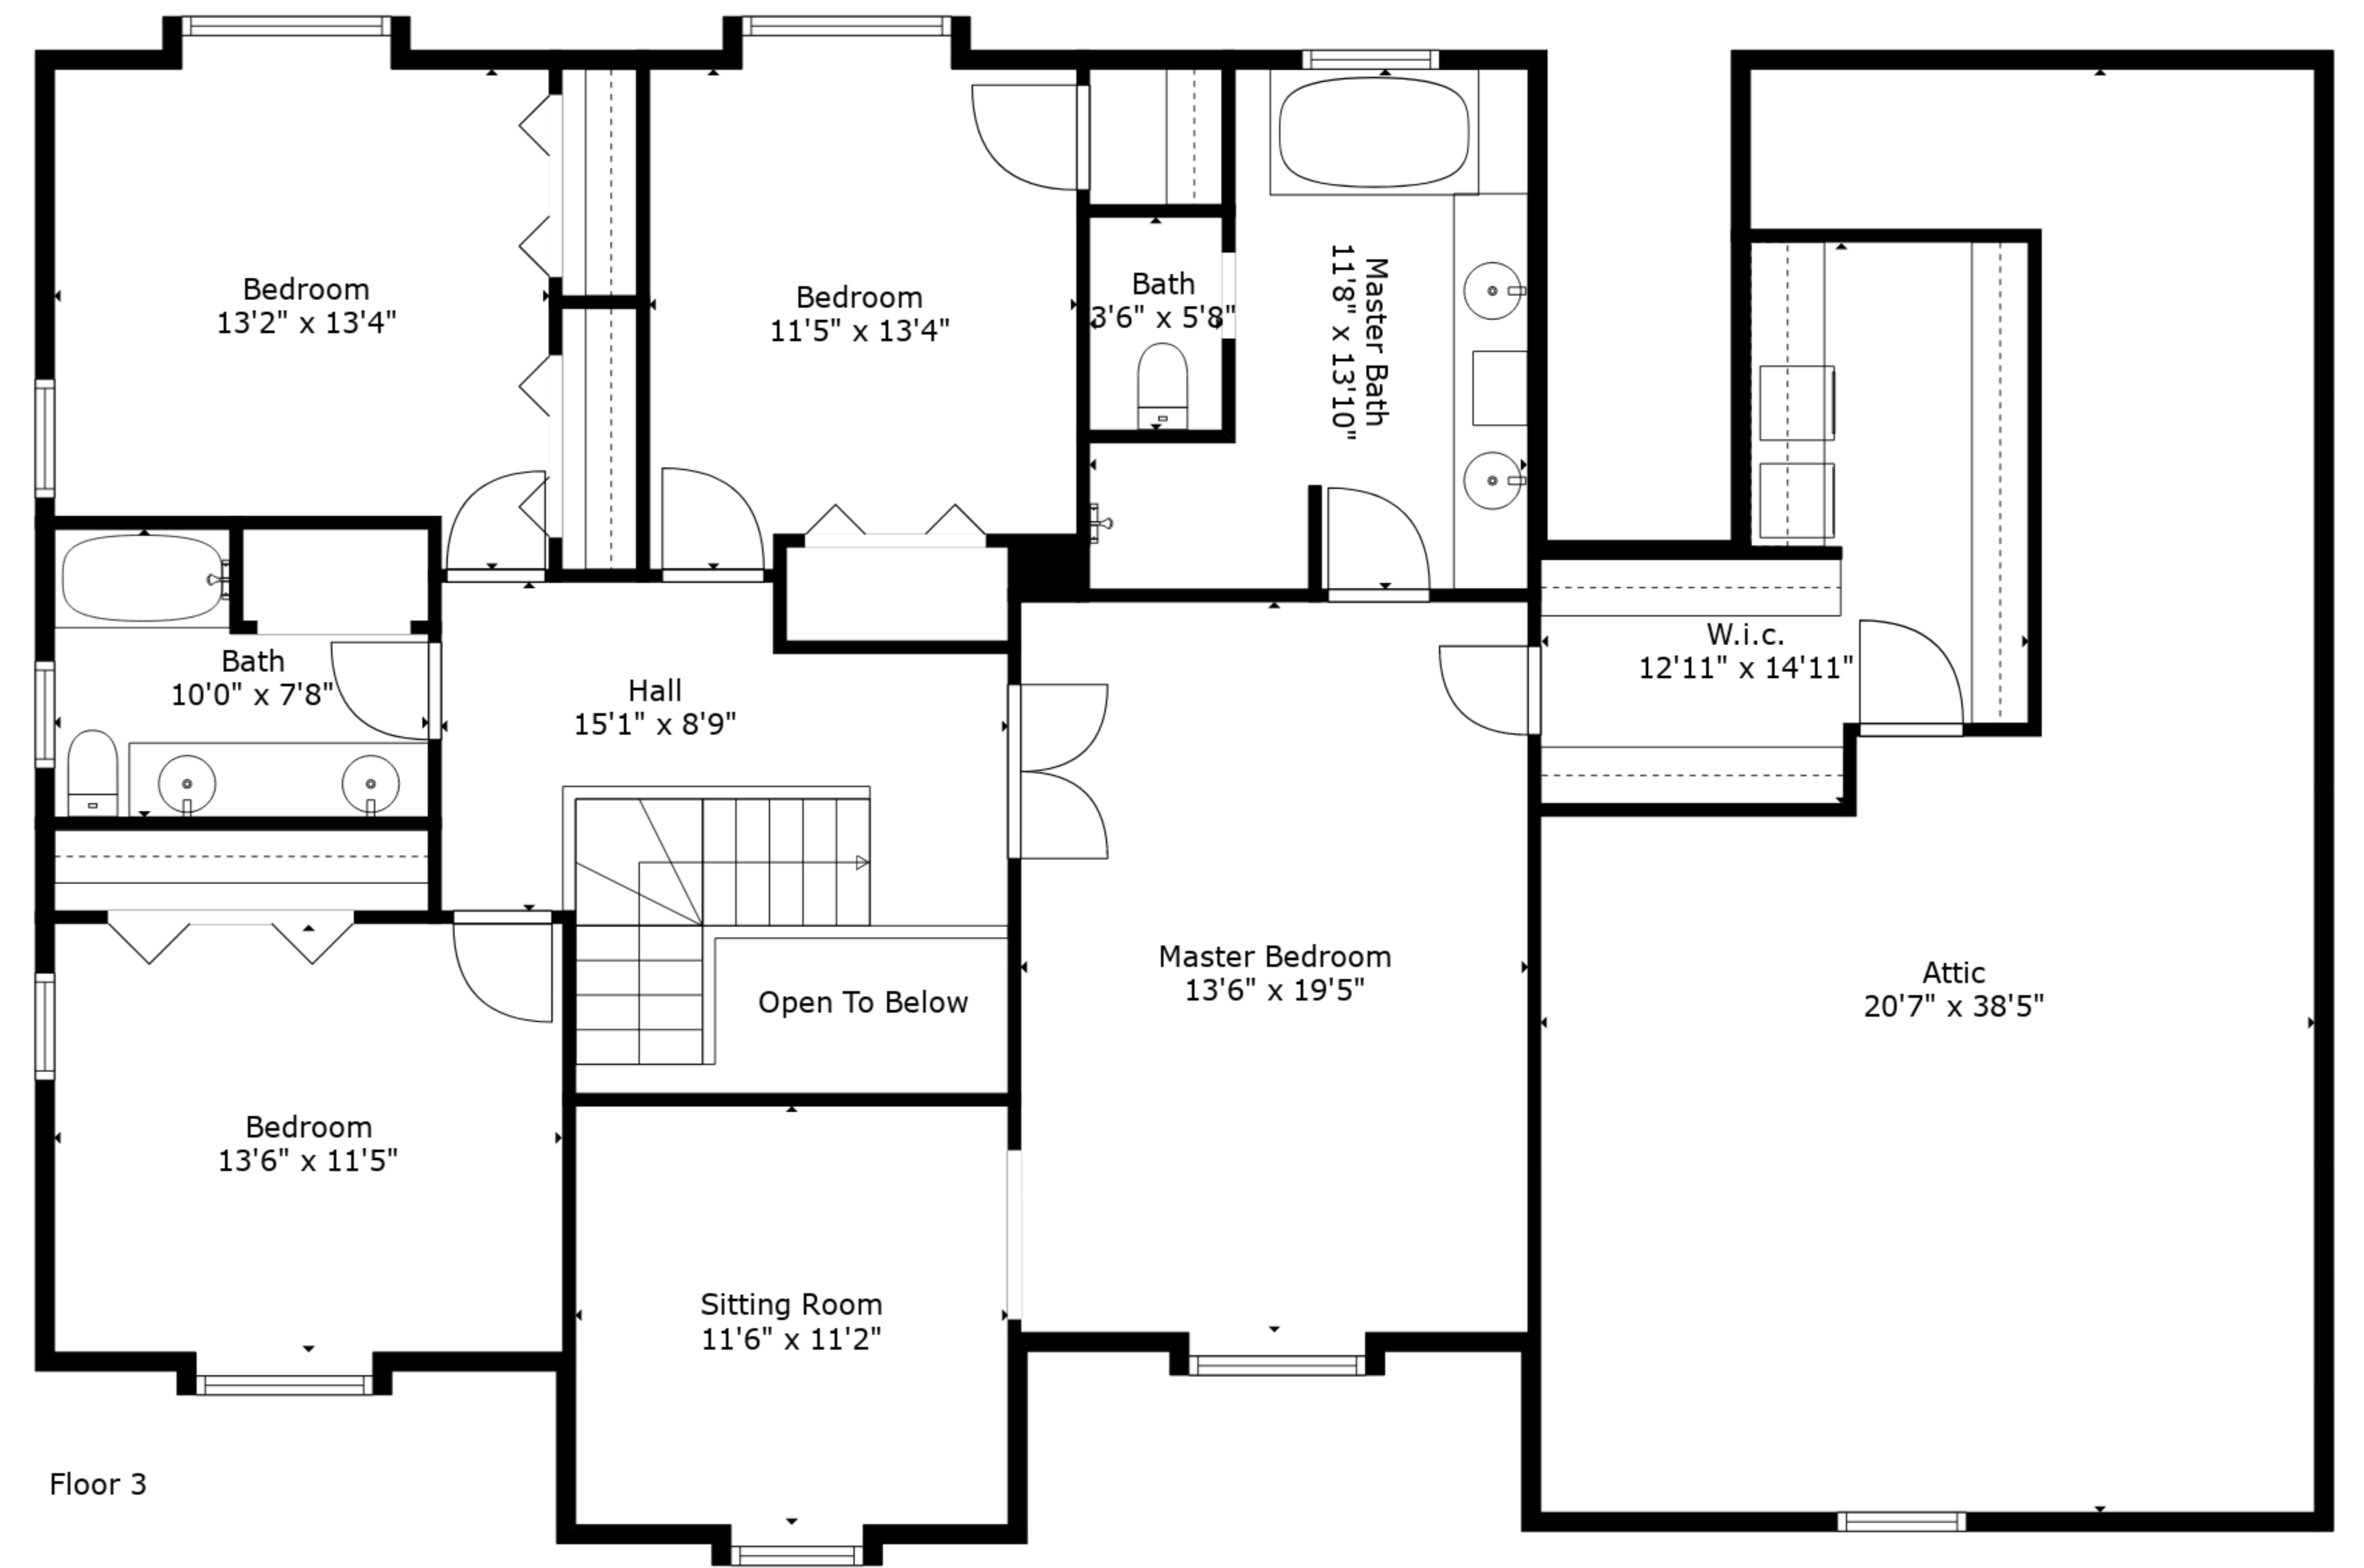 Bedroom
13'2" x 13'4"
Bedroom
11'5" x 13'4"
Bath
3'6" x 5'8"
Master Bath
11'8" x 13'10"
W.i.c.
12'11" x 14'11"
Bath
10'0" x 7'8"
Hall
15'1" x 8'9"
Master Bedroom
13'6" x 19'5"
Attic
20'7" x 38'5"
Open To Below
Bedroom
13'6" x 11'5"
Sitting Room
11'6" x 11'2"
Floor 3